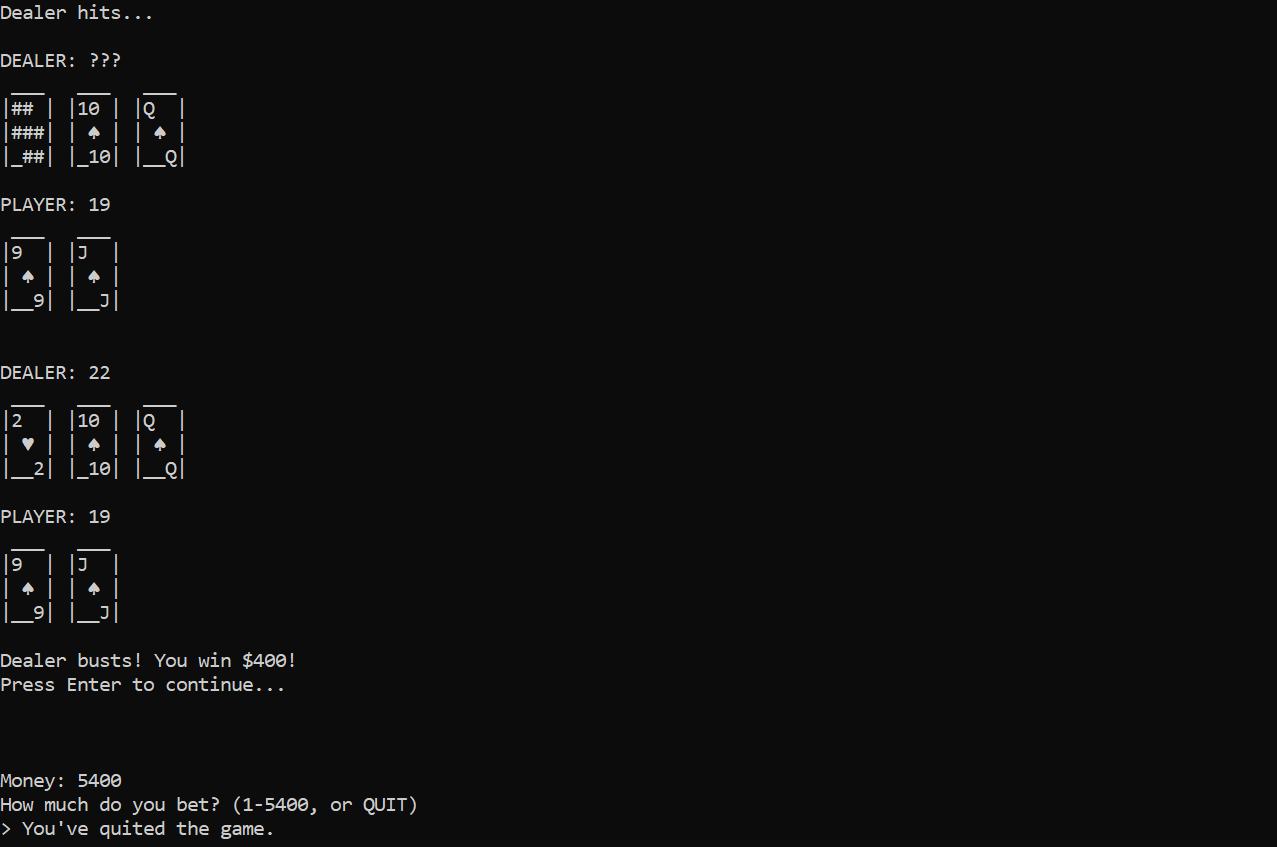 Dealer hits...
DEALER: ???
 ___   ___   ___
|## | |10 | |Q  |
|###| | ♠ | | ♠ |
|_##| |_10| |__Q|
PLAYER: 19
 ___   ___
|9  | |J  |
| ♠ | | ♠ |
|__9| |__J|
DEALER: 22
 ___   ___   ___
|2  | |10 | |Q  |
| ♥ | | ♠ | | ♠ |
|__2| |_10| |__Q|
PLAYER: 19
 ___   ___
|9  | |J  |
| ♠ | | ♠ |
|__9| |__J|
Dealer busts! You win $400!
Press Enter to continue...
Money: 5400
How much do you bet? (1-5400, or QUIT)
> You've quited the game.